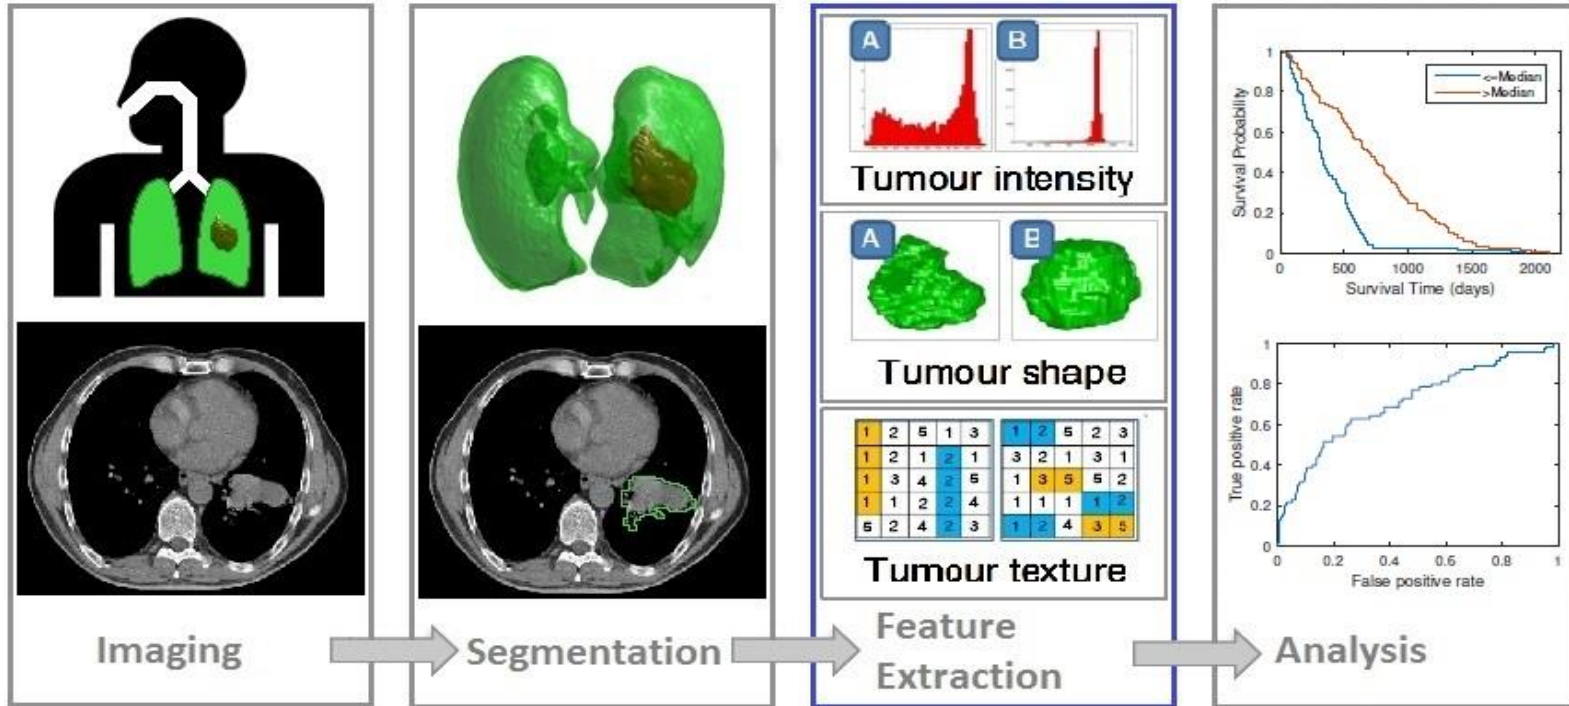 A
B
Tumour intensity
A
B
Tumour shape
1 2 5 1 3
1 2 1 2 1
1 3 4 2 5
1 1 2 2 4
5 2 4 2 3
1 2 5 2 3
3 2 1 3 1
1 3 5 5 2
1 1 1 1 2
1 2 4 3 5
Tumour texture
<=Median
>Median
Survival Probability
1
0.8
0.6
0.4
0.2
0
0 500 1000 1500 2000
Survival Time (days)
True positive rate
1
0.8
0.6
0.4
0.2
0
0 0.2 0.4 0.6 0.8 1
False positive rate
Imaging
Segmentation
Feature
Extraction
Analysis